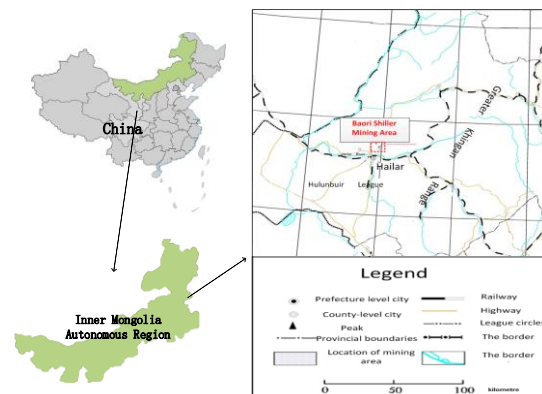 China
Inner Mongolia
Autonomous Region
Baori Shiller
Mining Area
Hailar
Hulunbuir
League
Greater
Khingan
Range
Legend
Prefecture level city
County-level city
Peak
Provincial boundaries
Location of mining
area
Railway
Highway
League circles
The border
The border
0
50
100
kilometre